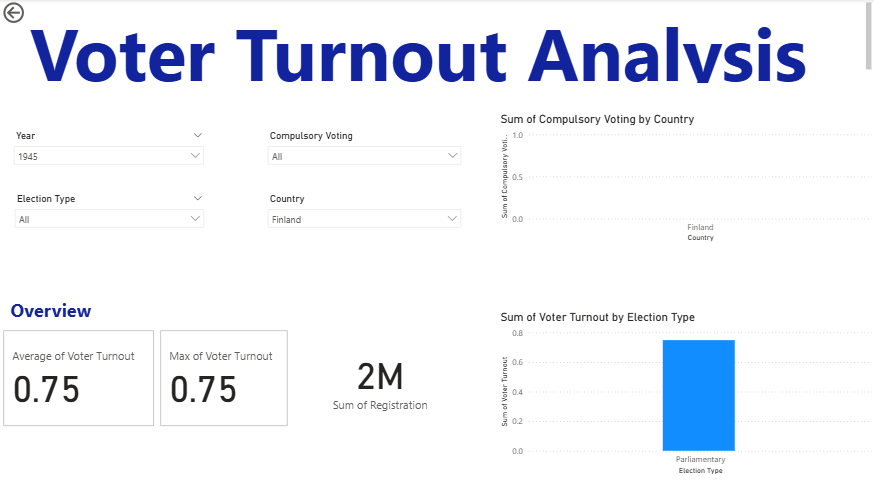 Voter Turnout Analysis
Year
1945
Compulsory Voting
All
Election Type
All
Country
Finland
Sum of Compulsory Voting by Country
Sum of Compulsory Voti...
1.0
0.5
0.0
Finland
Country
Overview
Average of Voter Turnout
0.75
Max of Voter Turnout
0.75
2M
Sum of Registration
Sum of Voter Turnout by Election Type
Sum of Voter Turnout
0.8
0.6
0.4
0.2
0.0
Parliamentary
Election Type